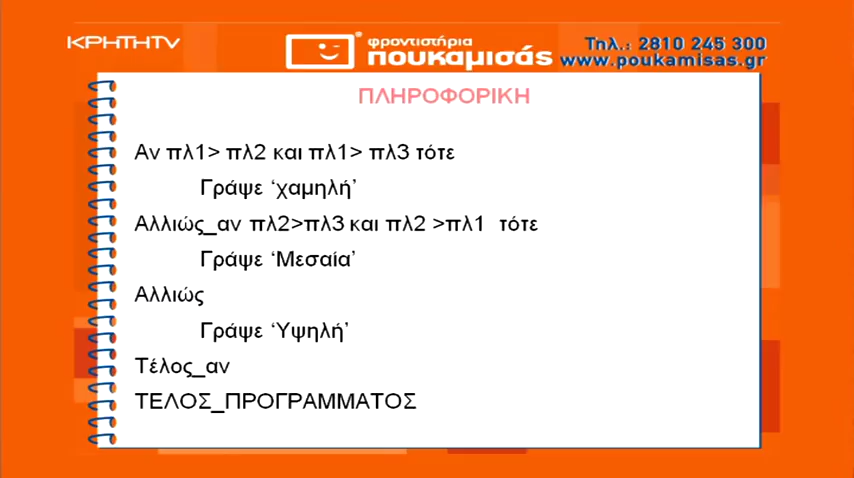 ΚΡΗΤΗTV
φροντιστήρια
πουκαμισάς
Τηλ.: 2810 245 300
www.poukamisas.gr
ΠΛΗΡΟΦΟΡΙΚΗ
Αν πλ1> πλ2 και πλ1> πλ3 τότε
Γράψε ‘χαμηλή’
Αλλιώς_αν πλ2>πλ3 και πλ2 >πλ1 τότε
Γράψε ‘Μεσαία’
Αλλιώς
Γράψε ‘Υψηλή’
Τέλος_αν
ΤΕΛΟΣ_ΠΡΟΓΡΑΜΜΑΤΟΣ